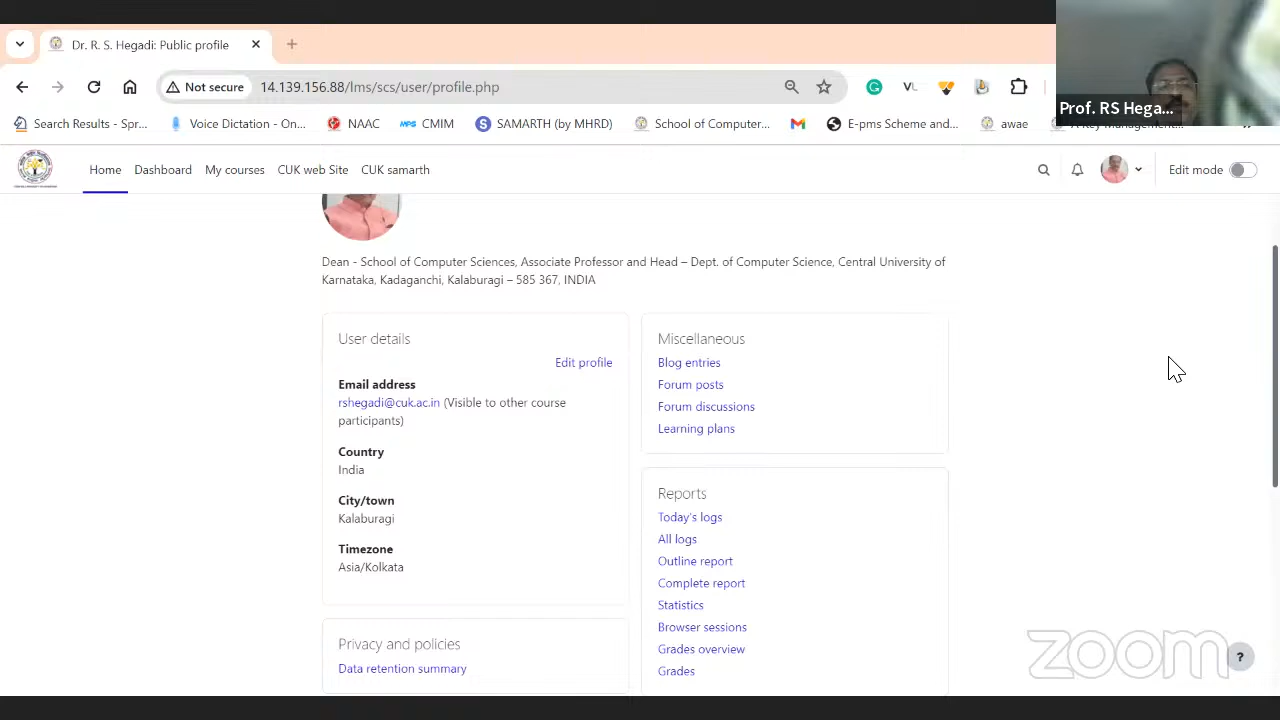 Dr. R. S. Hegadi: Public profile
Not secure 14.139.156.88/lms/scs/user/profile.php
Prof. RS Hega...
Search Results - Spr... Voice Dictation - On... NAAC CMIM SAMARTH (by MHRD) School of Computer... E-pms Scheme and... awae
Home Dashboard My courses CUK web Site CUK samarth Edit mode
Dean - School of Computer Sciences, Associate Professor and Head – Dept. of Computer Science, Central University of
Karnataka, Kadaganchi, Kalaburagi – 585 367, INDIA
User details
Edit profile
Email address
rshegadi@cuk.ac.in (Visible to other course
participants)
Country
India
City/town
Kalaburagi
Timezone
Asia/Kolkata
Privacy and policies
Data retention summary
Miscellaneous
Blog entries
Forum posts
Forum discussions
Learning plans
Reports
Today's logs
All logs
Outline report
Complete report
Statistics
Browser sessions
Grades overview
Grades
zoom
?